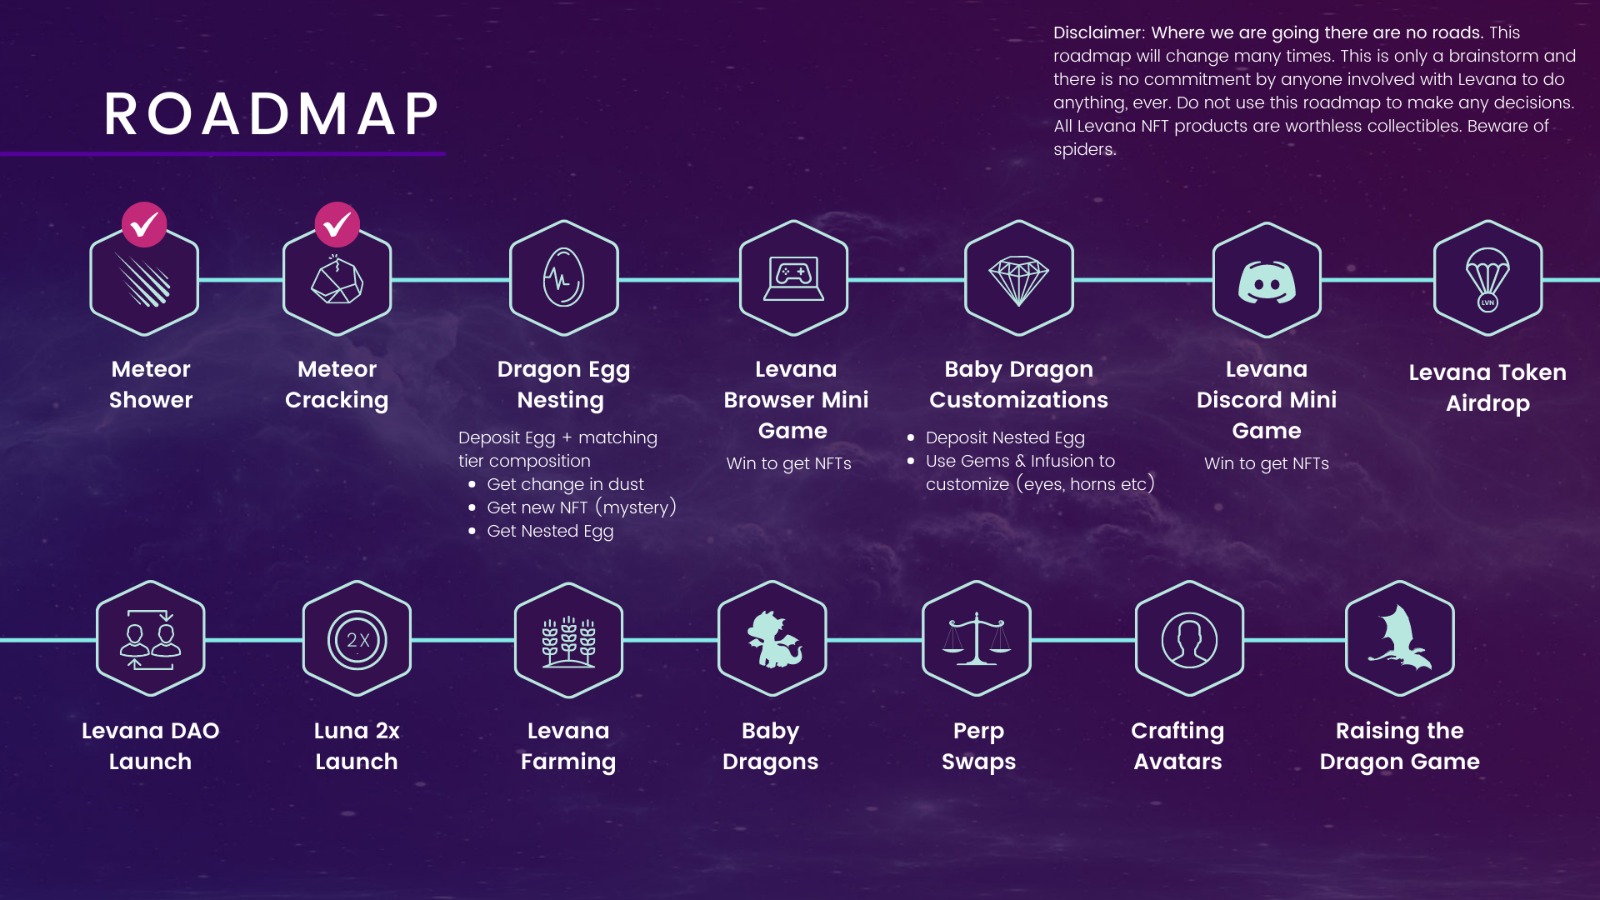 Disclaimer: Where we are going there are no roads. This
roadmap will change many times. This is only a brainstorm and
there is no commitment by anyone involved with Levana to do
anything, ever. Do not use this roadmap to make any decisions.
All Levana NFT products are worthless collectibles. Beware of
spiders.
ROADMAP
LVN
Meteor
Shower
Meteor
Cracking
Dragon Egg
Nesting
Deposit Egg + matching
tier composition
• Get change in dust
• Get new NFT (mystery)
• Get Nested Egg
Levana
Browser Mini
Game
Win to get NFTs
Baby Dragon
Customizations
• Deposit Nested Egg
• Use Gems & Infusion to
customize (eyes, horns etc)
Levana
Discord Mini
Game
Win to get NFTs
Levana Token
Airdrop
2X
Levana DAO
Launch
Luna 2x
Launch
Levana
Farming
Baby
Dragons
Perp
Swaps
Crafting
Avatars
Raising the
Dragon Game